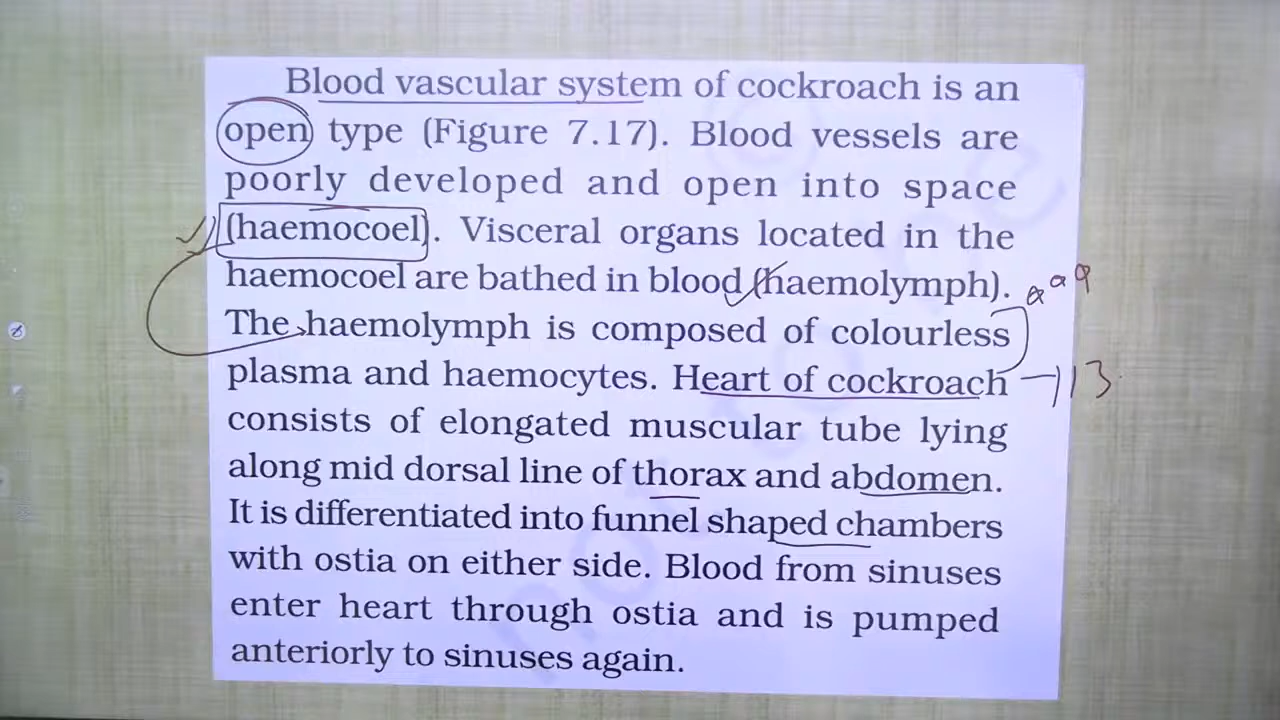 Blood vascular system of cockroach is an
open type (Figure 7.17). Blood vessels are
poorly developed and open into space
(haemocoel). Visceral organs located in the
haemocoel are bathed in blood (haemolymph).
The haemolymph is composed of colourless
plasma and haemocytes. Heart of cockroach 13
consists of elongated muscular tube lying
along mid dorsal line of thorax and abdomen.
It is differentiated into funnel shaped chambers
with ostia on either side. Blood from sinuses
enter heart through ostia and is pumped
anteriorly to sinuses again.